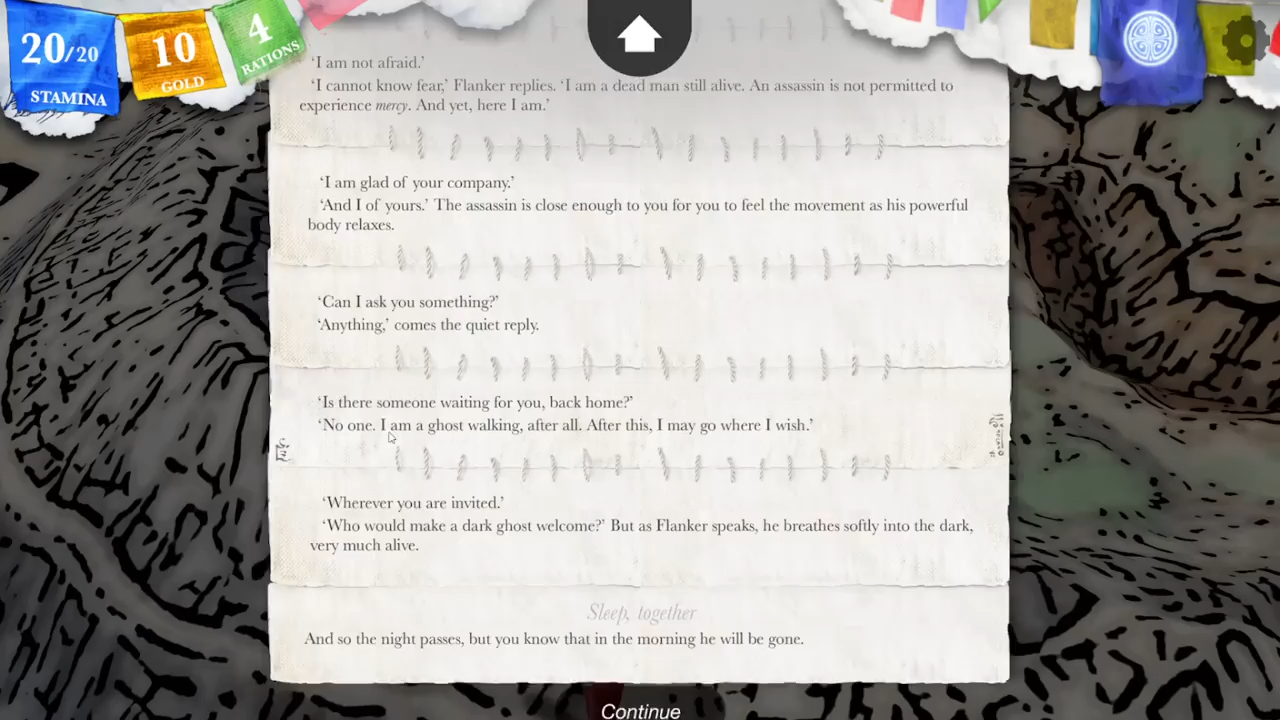 20/20
STAMINA
10
GOLD
4
RATIONS
‘I am not afraid.’
‘I cannot know fear,’ Flanker replies. ‘I am a dead man still alive. An assassin is not permitted to
experience mercy. And yet, here I am.’
‘I am glad of your company.’
‘And I of yours.’ The assassin is close enough to you for you to feel the movement as his powerful
body relaxes.
‘Can I ask you something?’
‘Anything,’ comes the quiet reply.
‘Is there someone waiting for you, back home?’
‘No one. I am a ghost walking, after all. After this, I may go where I wish.’
‘Wherever you are invited.’
‘Who would make a dark ghost welcome?’ But as Flanker speaks, he breathes softly into the dark,
very much alive.
Sleep, together
And so the night passes, but you know that in the morning he will be gone.
Continue